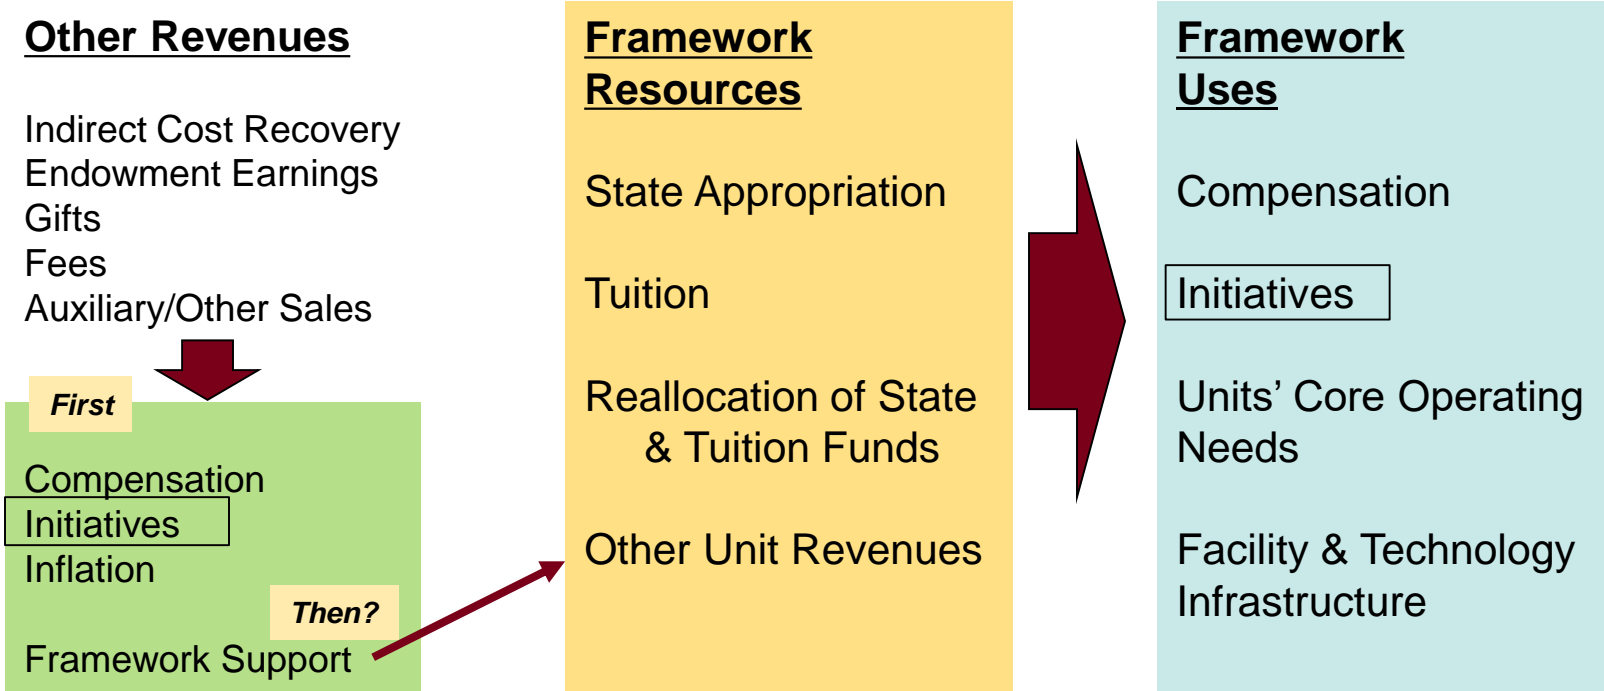 Other Revenues
Indirect Cost Recovery
Endowment Earnings
Gifts
Fees
Auxiliary/Other Sales
First
Compensation
Initiatives
Inflation
Then?
Framework Support
Framework
Resources
State Appropriation
Tuition
Reallocation of State
& Tuition Funds
Other Unit Revenues
Framework
Uses
Compensation
Initiatives
Units’ Core Operating
Needs
Facility & Technology
Infrastructure